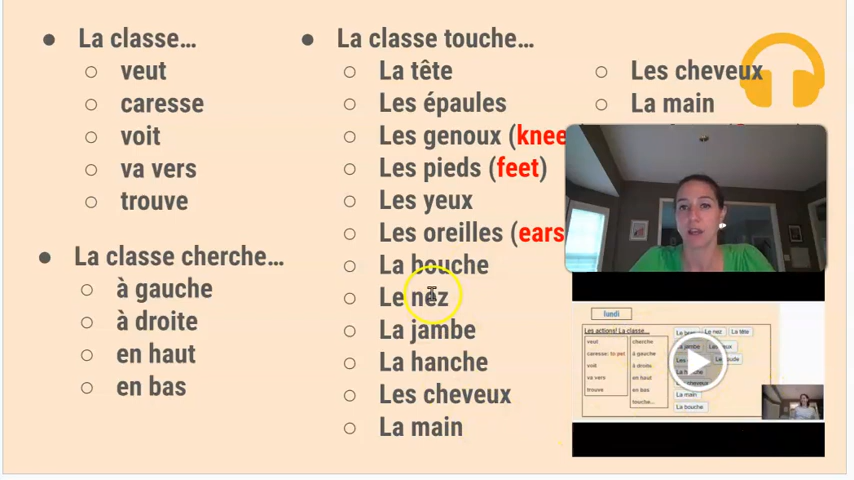 La classe…
veut
caresse
voit
va vers
trouve
La classe cherche…
à gauche
à droite
en haut
en bas
La classe touche…
La tête
Les épaules
Les genoux (knee
Les pieds (feet)
Les yeux
Les oreilles (ears
La bouche
Le nez
La jambe
La hanche
Les cheveux
La main
Les cheveux
La main
lundi
Les actions! La classe...
veut
caresse: to pet
voit
va vers
trouve
cherche
à gauche
à droite
en haut
en bas
touche...
Le nez
La tête
La main
La bouche